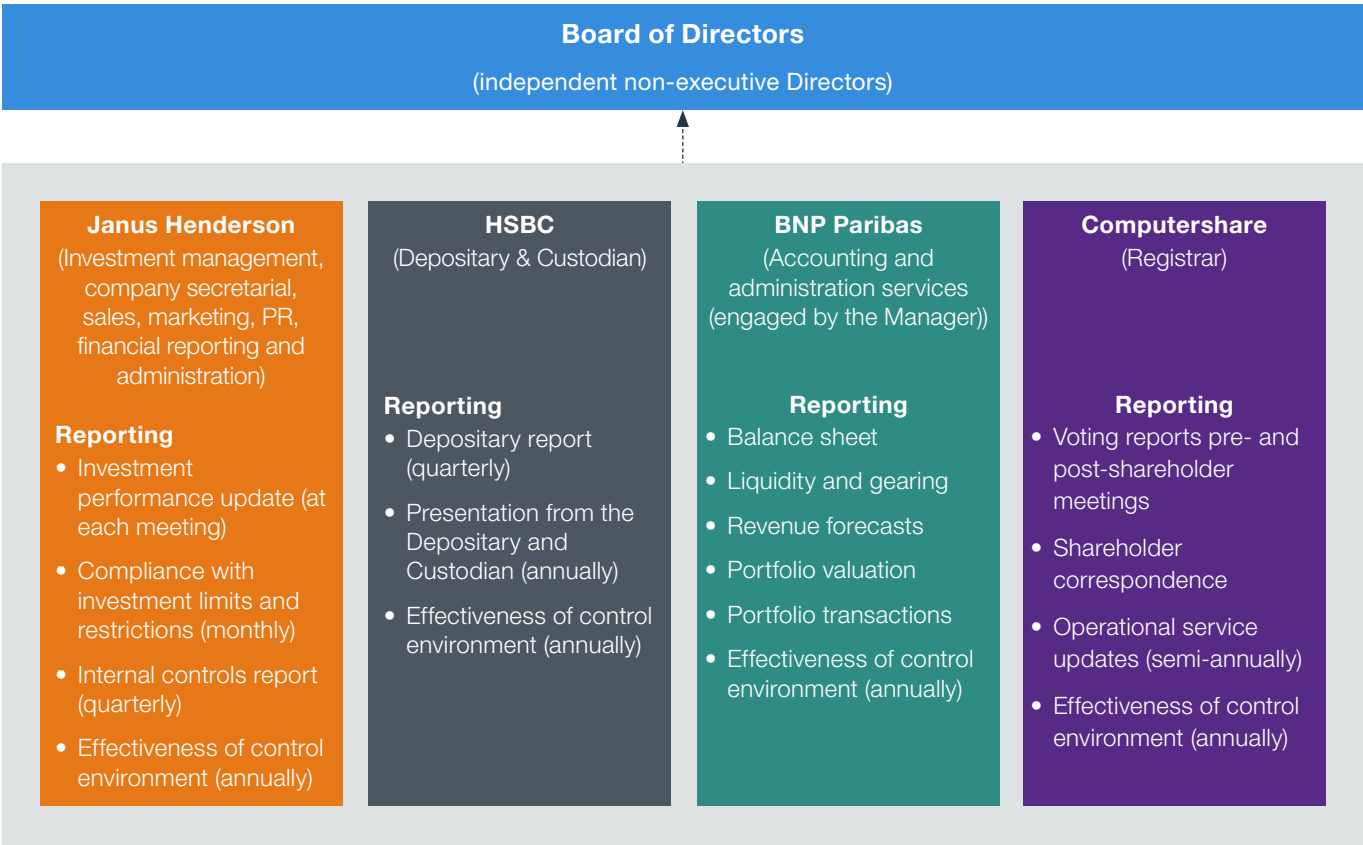 Board of Directors
(independent non-executive Directors)
Janus Henderson
(Investment management,
company secretarial,
sales, marketing, PR,
financial reporting and
administration)
Reporting
• Investment
performance update (at
each meeting)
• Compliance with
investment limits and
restrictions (monthly)
• Internal controls report
(quarterly)
• Effectiveness of control
environment (annually)
HSBC
(Depositary & Custodian)
Reporting
• Depositary report
(quarterly)
• Presentation from the
Depositary and
Custodian (annually)
• Effectiveness of control
environment (annually)
BNP Paribas
(Accounting and
administration services
(engaged by the Manager))
Reporting
• Balance sheet
• Liquidity and gearing
• Revenue forecasts
• Portfolio valuation
• Portfolio transactions
• Effectiveness of control
environment (annually)
Computershare
(Registrar)
Reporting
• Voting reports pre- and
post-shareholder
meetings
• Shareholder
correspondence
• Operational service
updates (semi-annually)
• Effectiveness of control
environment (annually)